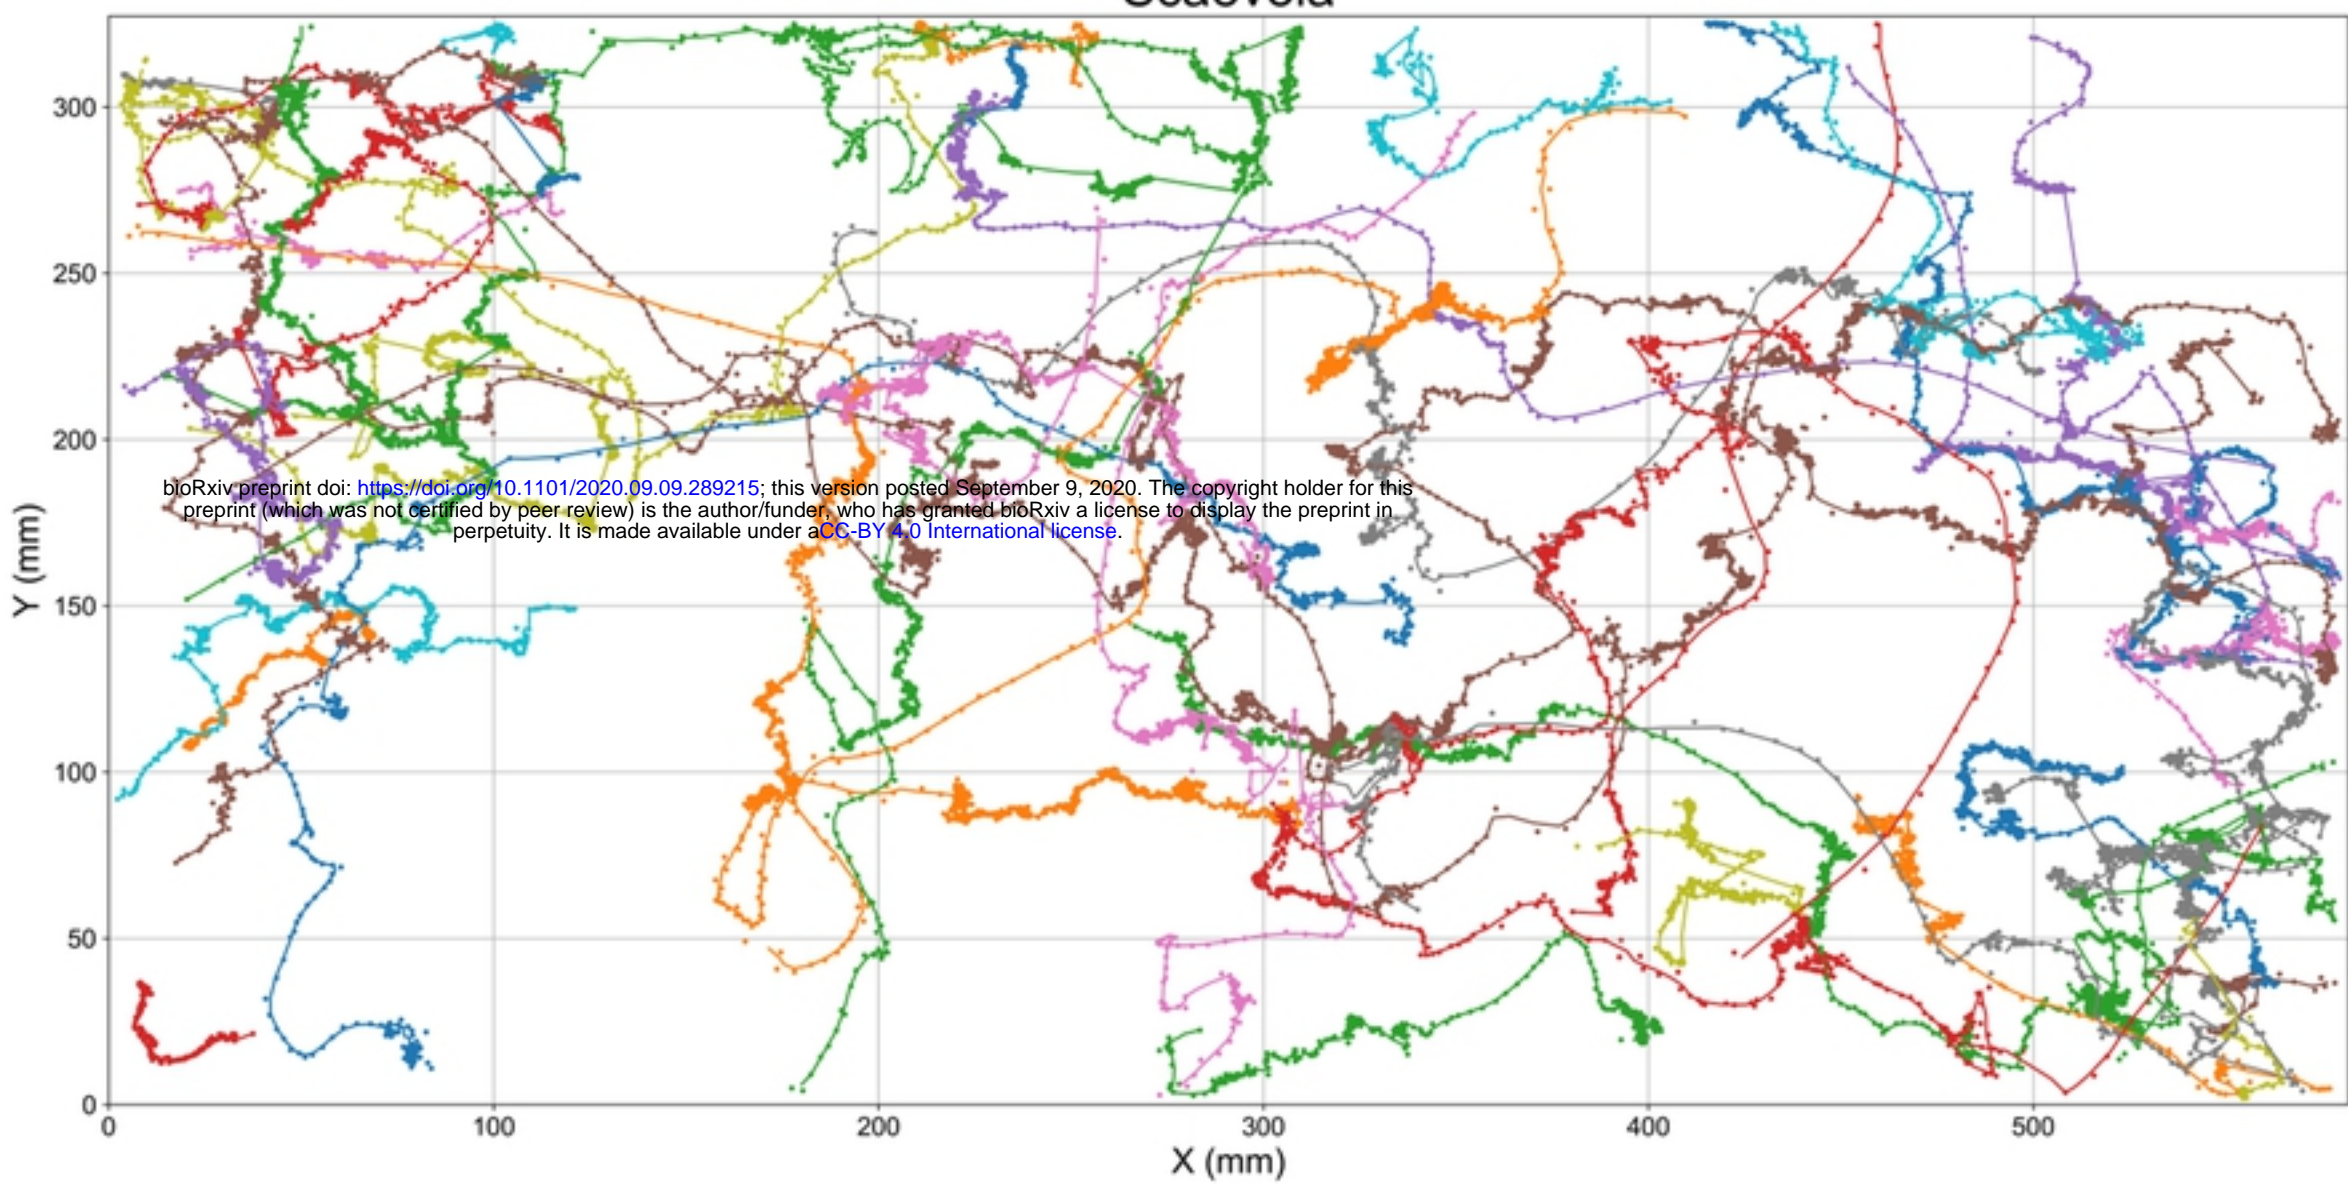 Scaevola
300
250
200
150
100
50
0
Y (mm)
bioRxiv preprint doi: https://doi.org/10.1101/2020.09.09.289215; this version posted September 9, 2020. The copyright holder for this
preprint (which was not certified by peer review) is the author/funder, who has granted bioRxiv a license to display the preprint in
perpetuity. It is made available under aCC-BY 4.0 International license.
0 100 200 300 400 500
X (mm)